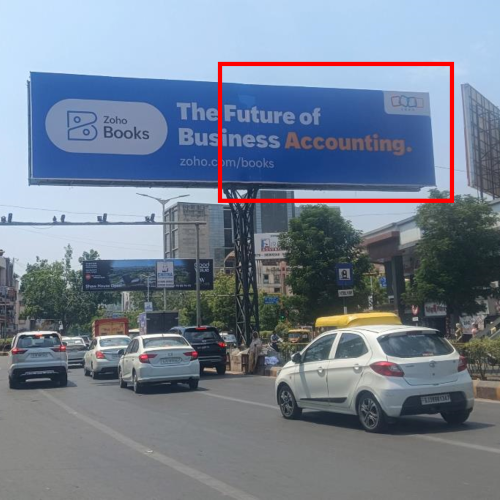 Zoho
Books
The Future of
Business Accounting.
zoho.com/books